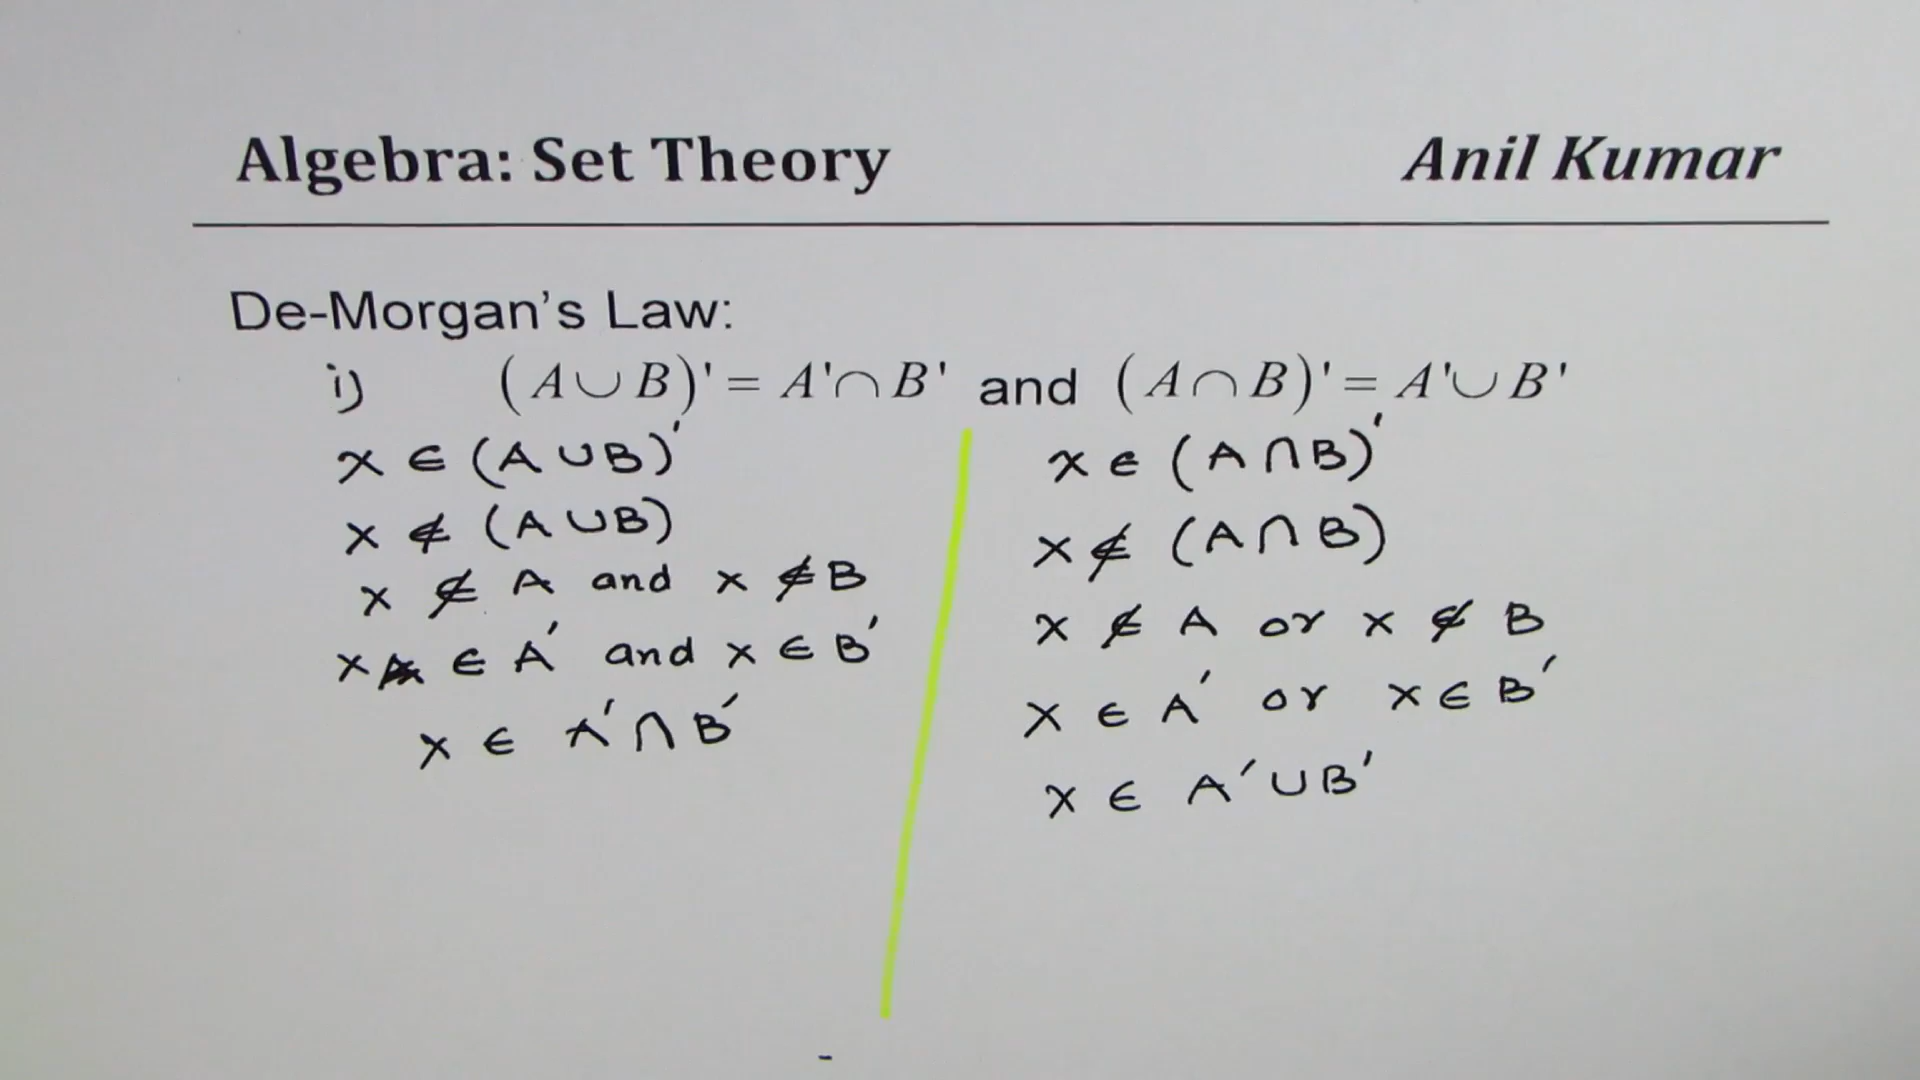 Algebra: Set Theory Anil Kumar
De-Morgan's Law:
i) (A∪B)'= A'∩B' and (A∩B)'= A'∪B'
x ∈ (A∪B)'
x ∉ (A∪B)
x ∉ A and x ∉ B
x ∈ A' and x ∈ B'
x ∈ A'∩B'
x ∈ (A∩B)'
x ∉ (A∩B)
x ∉ A or x ∉ B
x ∈ A' or x ∈ B'
x ∈ A'∪B'